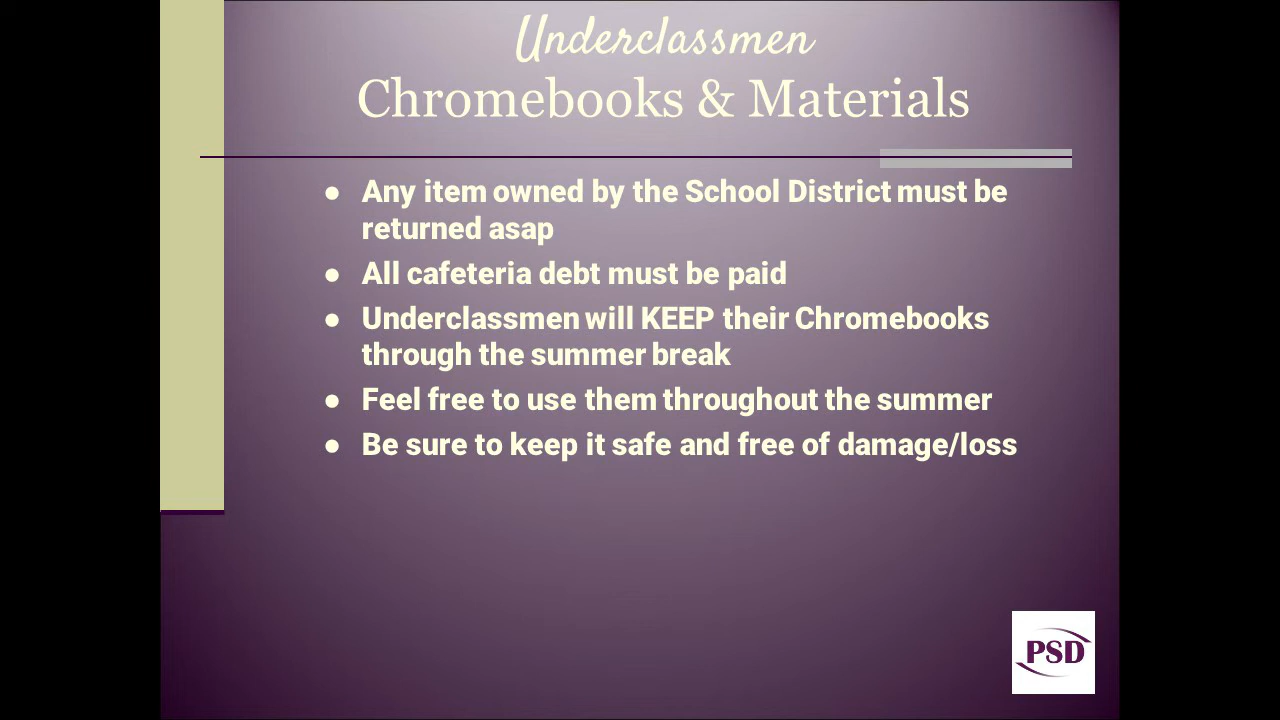 Underclassmen
Chromebooks & Materials
● Any item owned by the School District must be
returned asap
● All cafeteria debt must be paid
● Underclassmen will KEEP their Chromebooks
through the summer break
● Feel free to use them throughout the summer
● Be sure to keep it safe and free of damage/loss
PSD